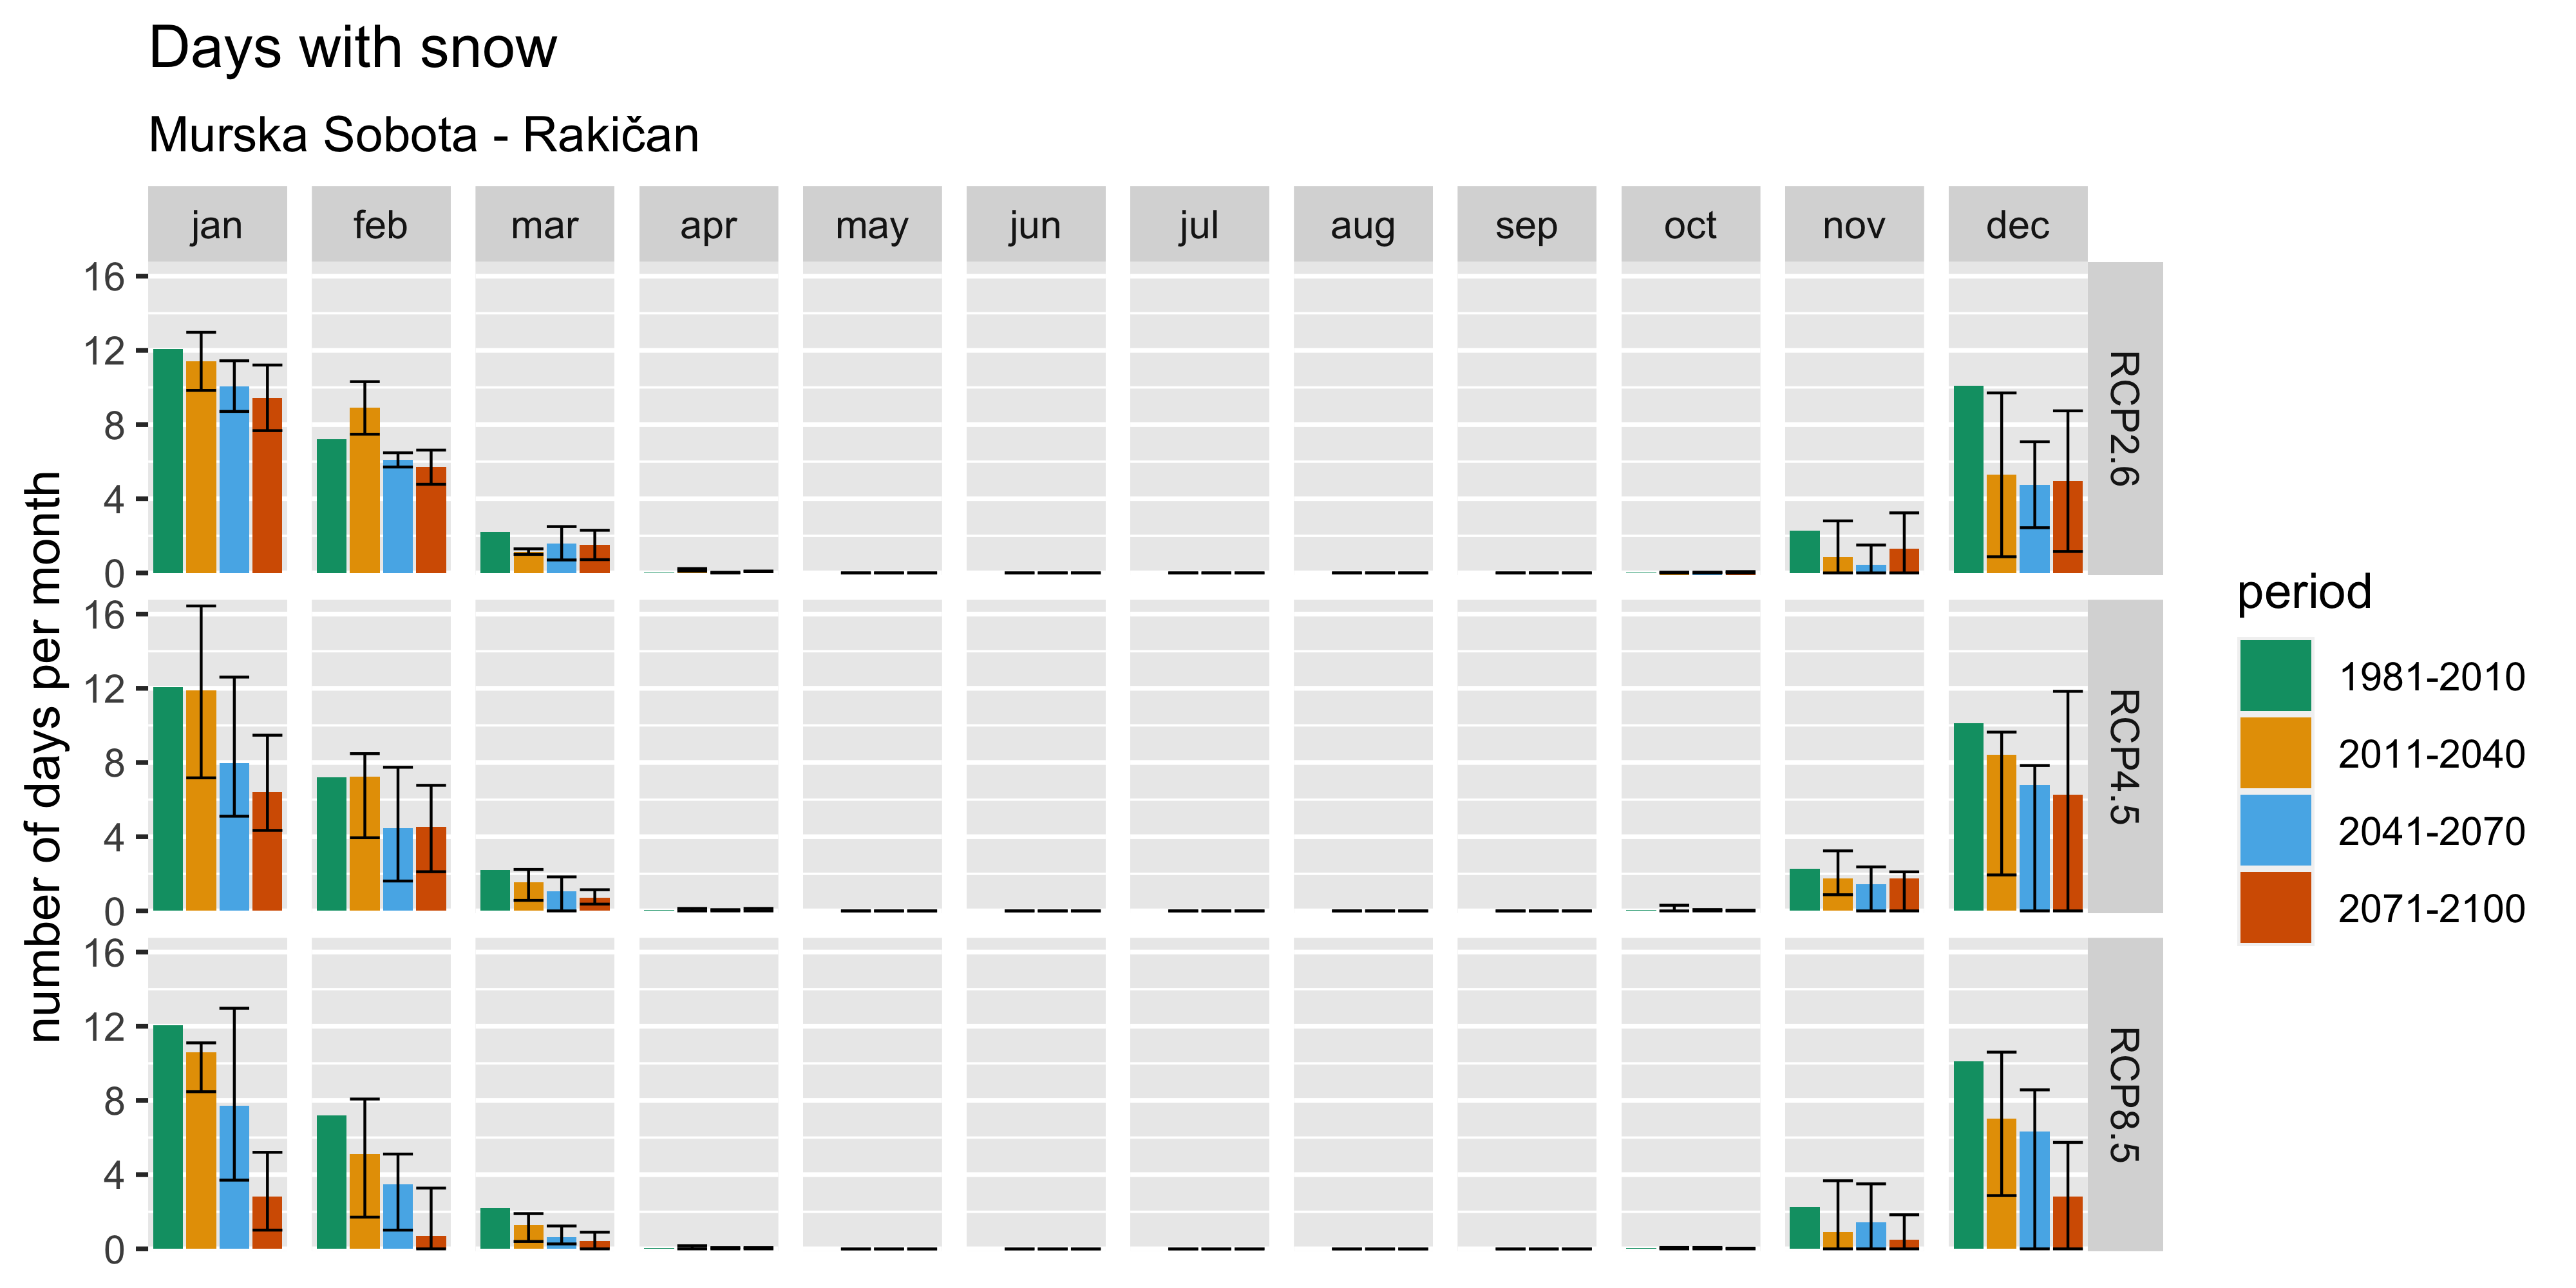 Days with snow
Murska Sobota - Rakičan
jan feb mar apr may jun jul aug sep oct nov dec
number of days per month
16
12
8
4
0
RCP2.6
16
12
8
4
0
RCP4.5
16
12
8
4
0
RCP8.5
period
1981-2010
2011-2040
2041-2070
2071-2100